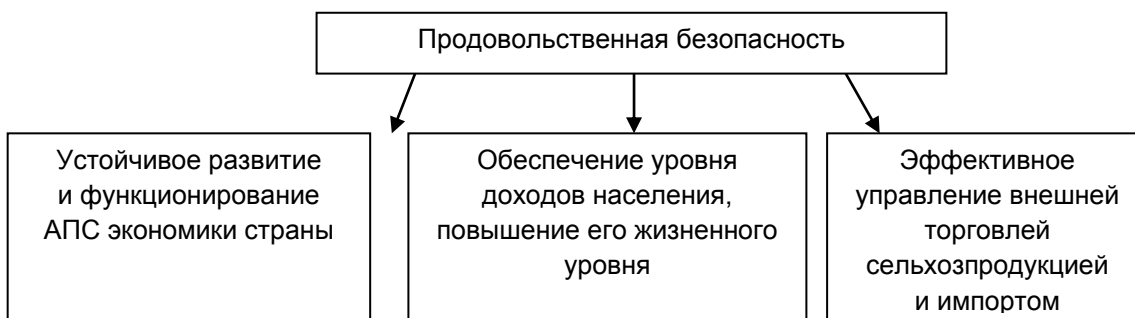 Продовольственная безопасность
Устойчивое развитие
и функционирование
АПС экономики страны
Обеспечение уровня
доходов населения,
повышение его жизненного
уровня
Эффективное
управление внешней
торговлей
сельхозпродукцией
и импортом